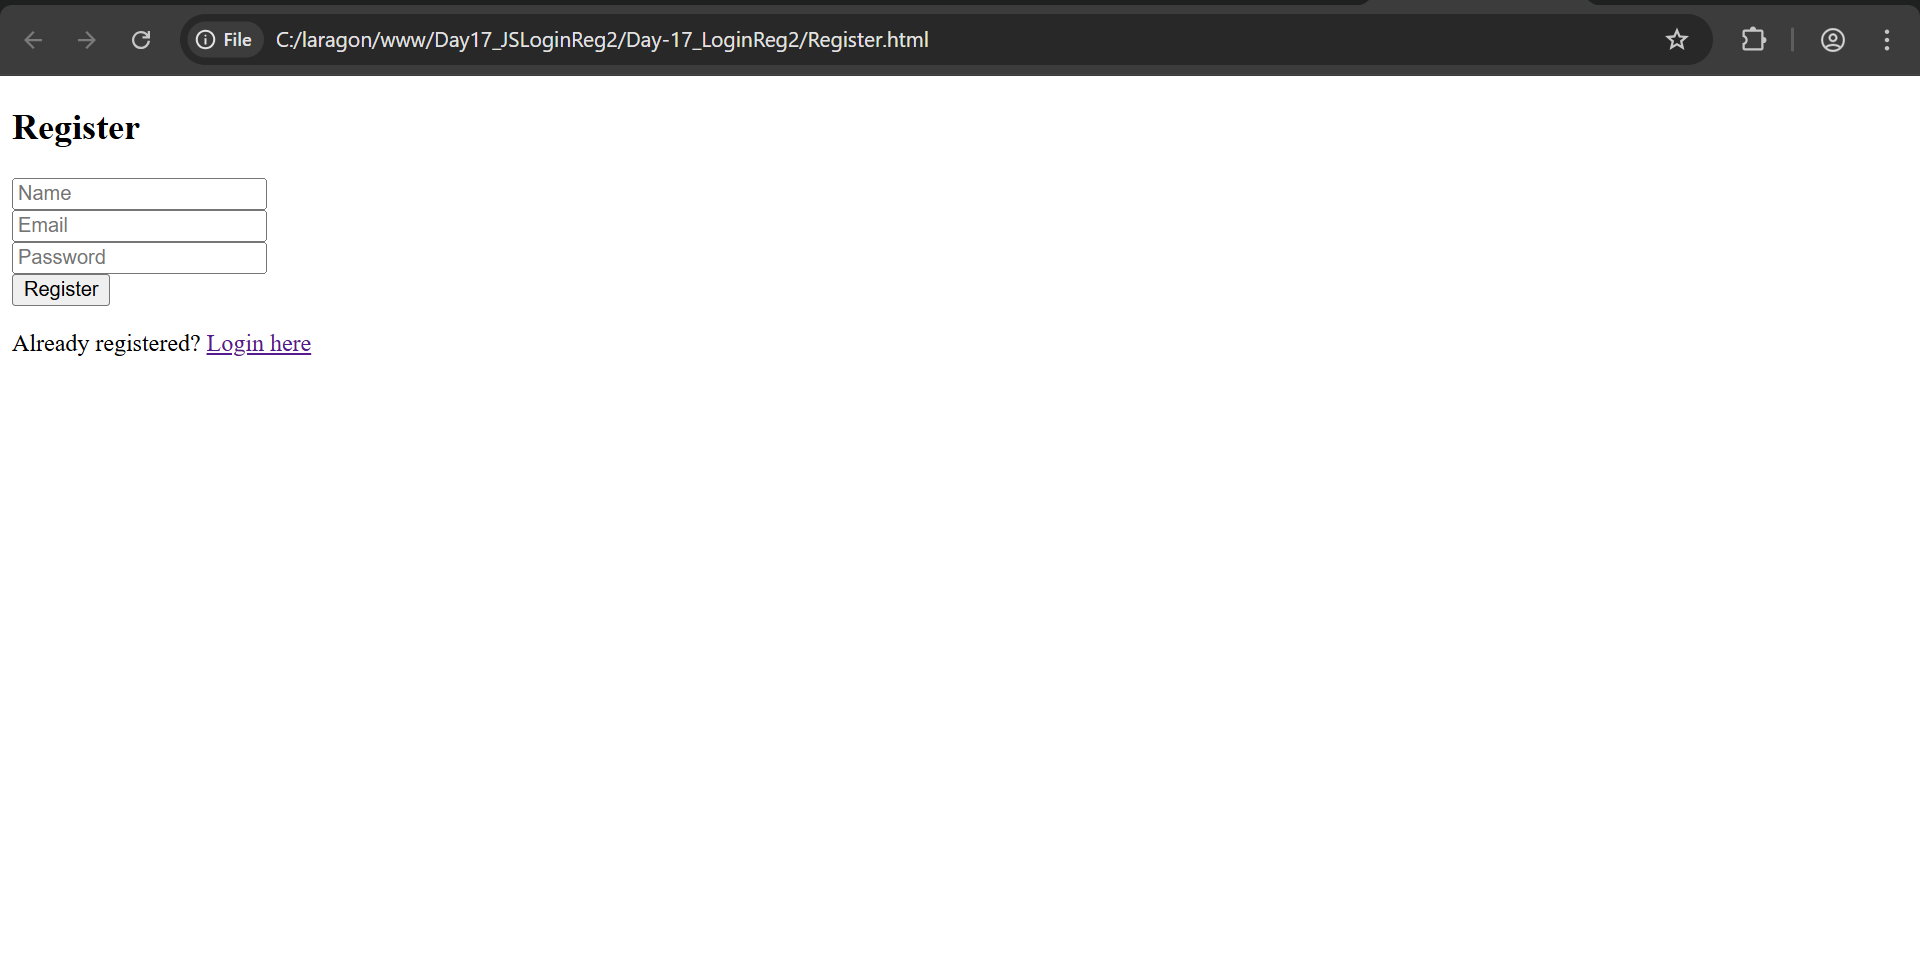 File C:/laragon/www/Day17_JSLoginReg2/Day-17_LoginReg2/Register.html
Register
Name
Email
Password
Register
Already registered? Login here